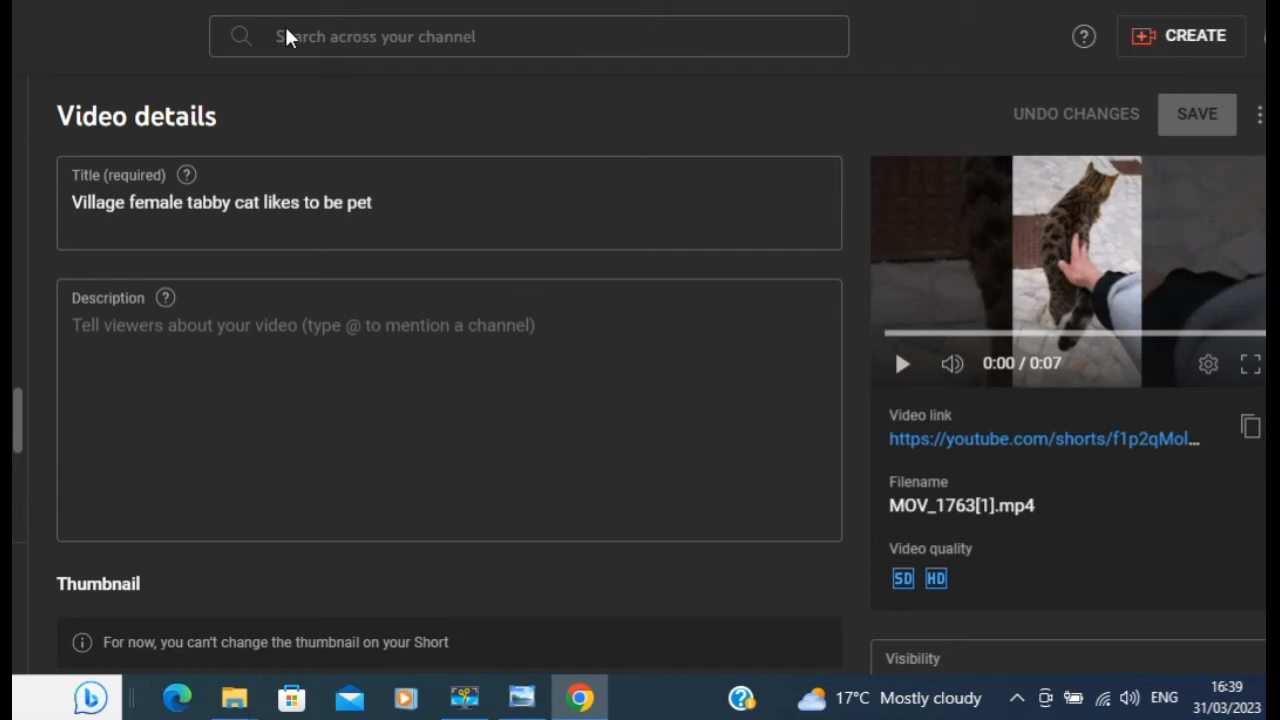 Search across your channel
CREATE
Video details
UNDO CHANGES
SAVE
Title (required)
Village female tabby cat likes to be pet
Description
Tell viewers about your video (type @ to mention a channel)
0:00 / 0:07
Video link
https://youtube.com/shorts/f1p2qMol...
Filename
MOV_1763[1].mp4
Video quality
SD HD
Thumbnail
For now, you can't change the thumbnail on your Short
Visibility
17°C Mostly cloudy
ENG
16:39
31/03/2023